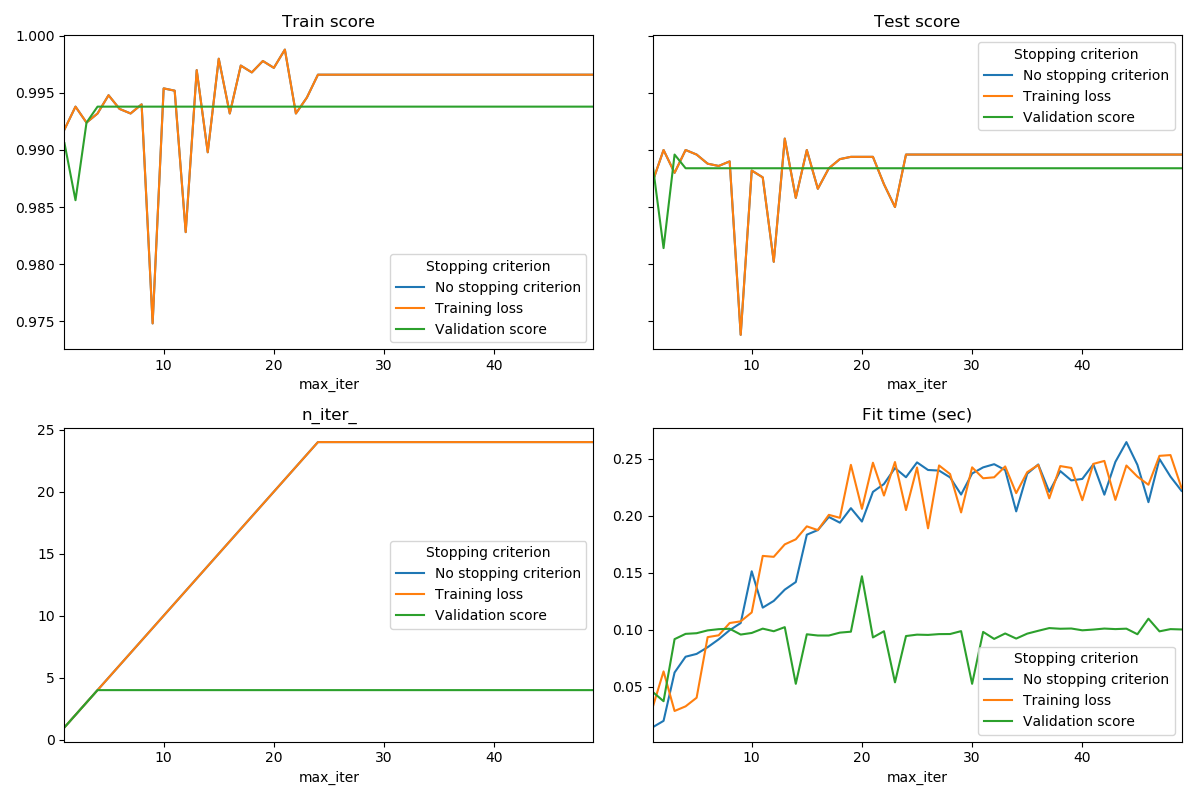 Train score
1.000
0.995
0.990
0.985
0.980
0.975
Stopping criterion
No stopping criterion
Training loss
Validation score
10 20 30 40
max_iter
Test score
Stopping criterion
No stopping criterion
Training loss
Validation score
10 20 30 40
max_iter
n_iter_
25
20
15
10
5
0
Stopping criterion
No stopping criterion
Training loss
Validation score
10 20 30 40
max_iter
Fit time (sec)
0.25
0.20
0.15
0.10
0.05
Stopping criterion
No stopping criterion
Training loss
Validation score
10 20 30 40
max_iter